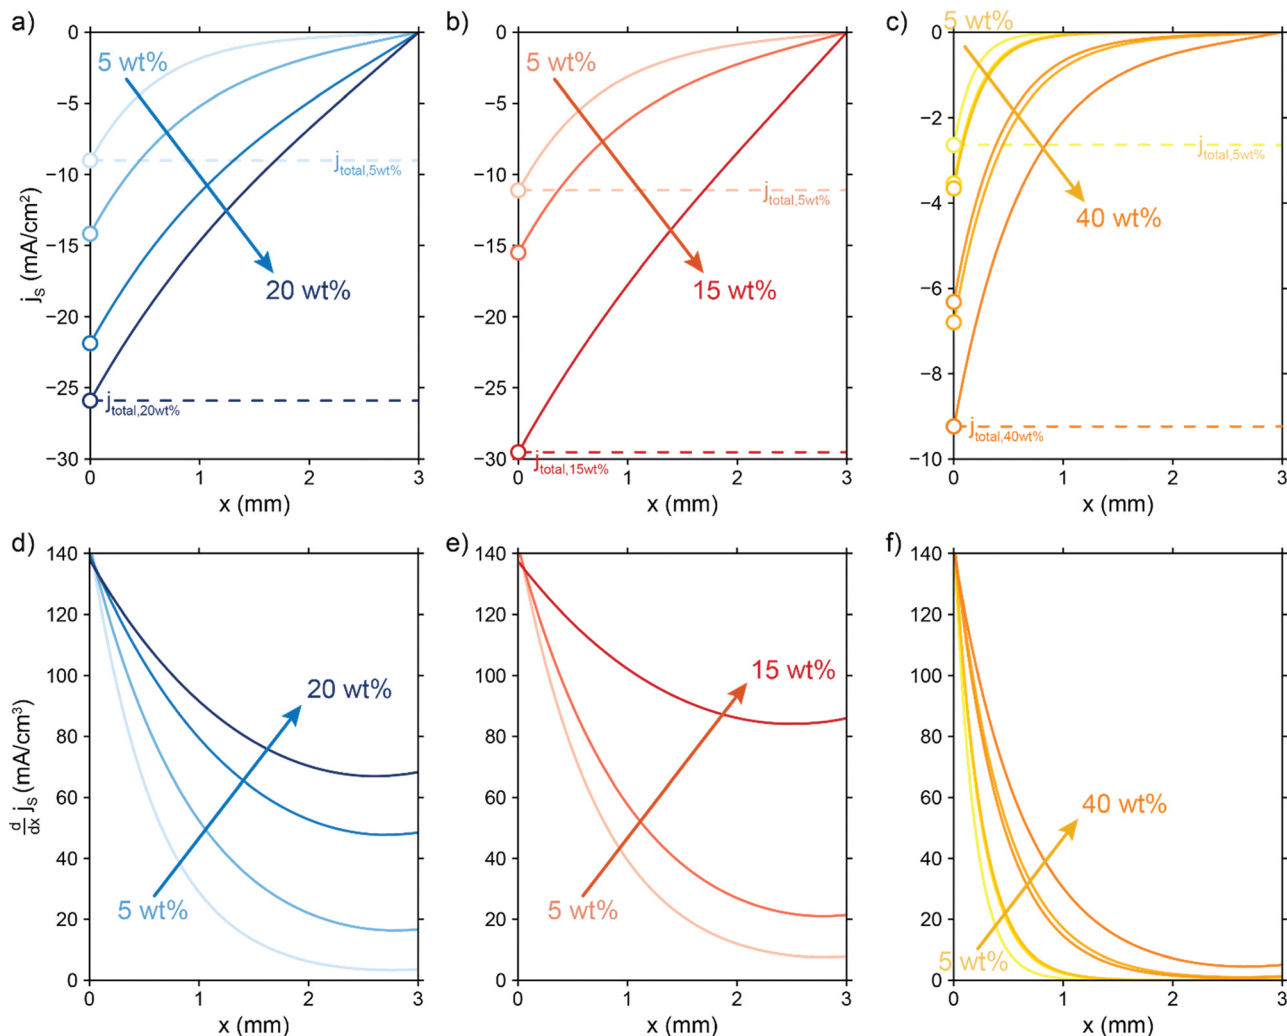 a)
0
−5
−10
−15
−20
−25
−30
j_s (mA/cm²)
5 wt%
20 wt%
j_total,5wt%
j_total,20wt%
0 1 2 3
x (mm)
b)
0
−5
−10
−15
−20
−25
−30
5 wt%
15 wt%
j_total,5wt%
j_total,15wt%
0 1 2 3
x (mm)
c)
0
−2
−4
−6
−8
−10
5 wt%
40 wt%
j_total,5wt%
j_total,40wt%
0 1 2 3
x (mm)
d)
140
120
100
80
60
40
20
0
d/dx j_s (mA/cm³)
20 wt%
5 wt%
0 1 2 3
x (mm)
e)
140
120
100
80
60
40
20
0
15 wt%
5 wt%
0 1 2 3
x (mm)
f)
140
120
100
80
60
40
20
0
40 wt%
5 wt%
0 1 2 3
x (mm)